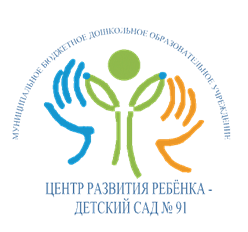 МУНИЦИПАЛЬНОЕ БЮДЖЕТНОЕ ДОШКОЛЬНОЕ ОБРАЗОВАТЕЛЬНОЕ УЧРЕЖДЕНИЕ
ЦЕНТР РАЗВИТИЯ РЕБЁНКА -
ДЕТСКИЙ САД № 91